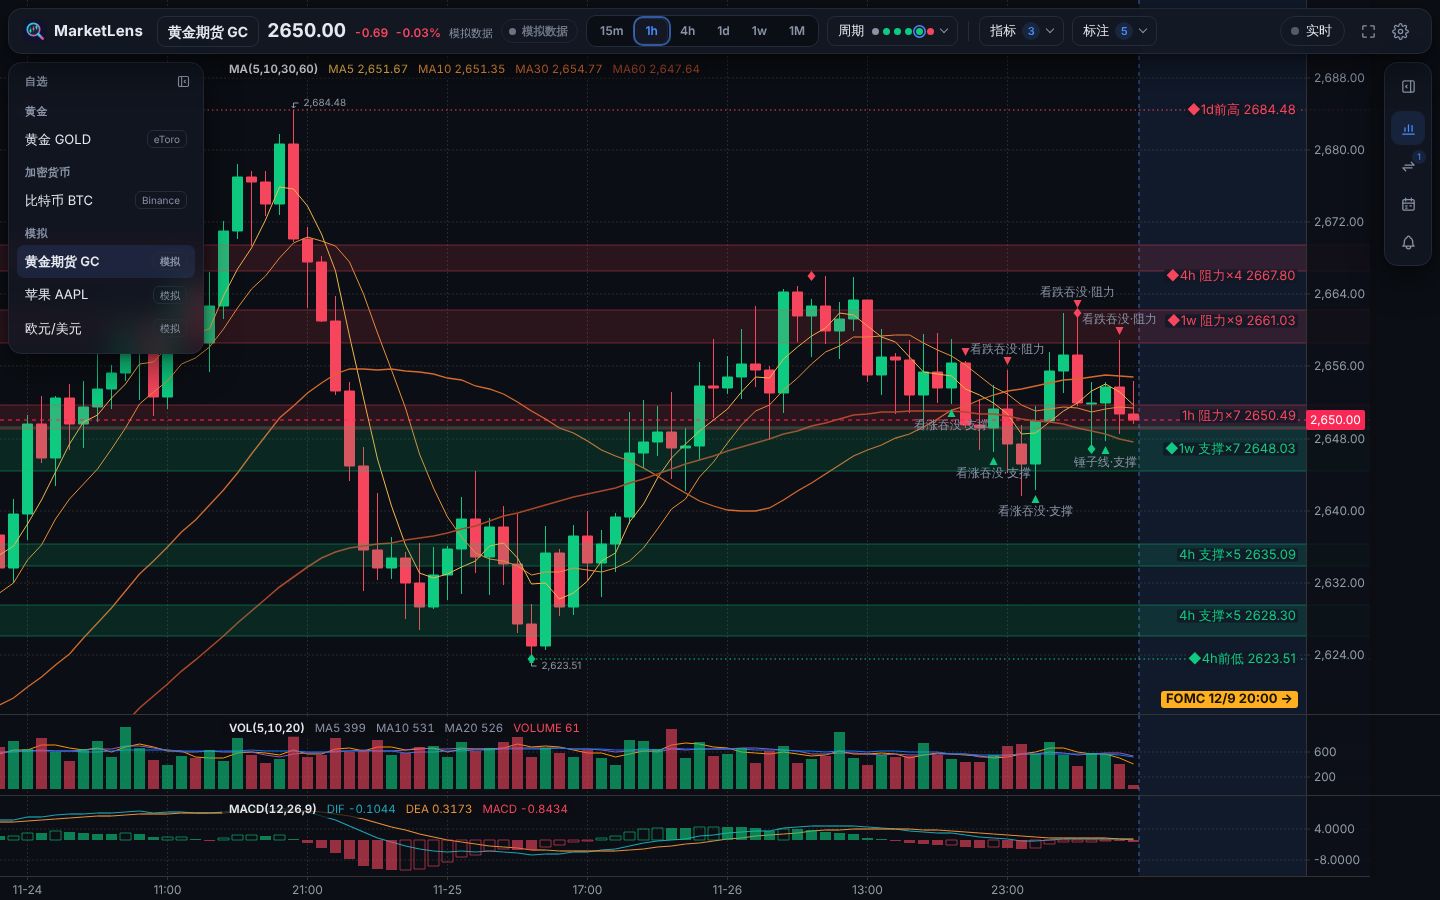 MarketLens 黄金期货 GC 2650.00 -0.69 -0.03% 模拟数据 模拟数据 15m 1h 4h 1d 1w 1M 周期 指标 3 标注 5 实时
自选
黄金
黄金 GOLD eToro
加密货币
比特币 BTC Binance
模拟
黄金期货 GC 模拟
苹果 AAPL 模拟
欧元/美元 模拟
MA(5,10,30,60) MA5 2,651.67 MA10 2,651.35 MA30 2,654.77 MA60 2,647.64
2,684.48
1d前高 2684.48
4h 阻力×4 2667.80
看跌吞没·阻力
看跌吞没·阻力
1w 阻力×9 2661.03
看跌吞没·阻力
1h 阻力×7 2650.49
看涨吞没·支撑
1w 支撑×7 2648.03
锤子线·支撑
看涨吞没·支撑
看涨吞没·支撑
4h 支撑×5 2635.09
4h 支撑×5 2628.30
4h前低 2623.51
2,623.51
FOMC 12/9 20:00 →
2,688.00
2,680.00
2,672.00
2,664.00
2,656.00
2,650.00
2,648.00
2,640.00
2,632.00
2,624.00
1
VOL(5,10,20) MA5 399 MA10 531 MA20 526 VOLUME 61
600
200
MACD(12,26,9) DIF -0.1044 DEA 0.3173 MACD -0.8434
4.0000
-8.0000
11-24 11:00 21:00 11-25 17:00 11-26 13:00 23:00